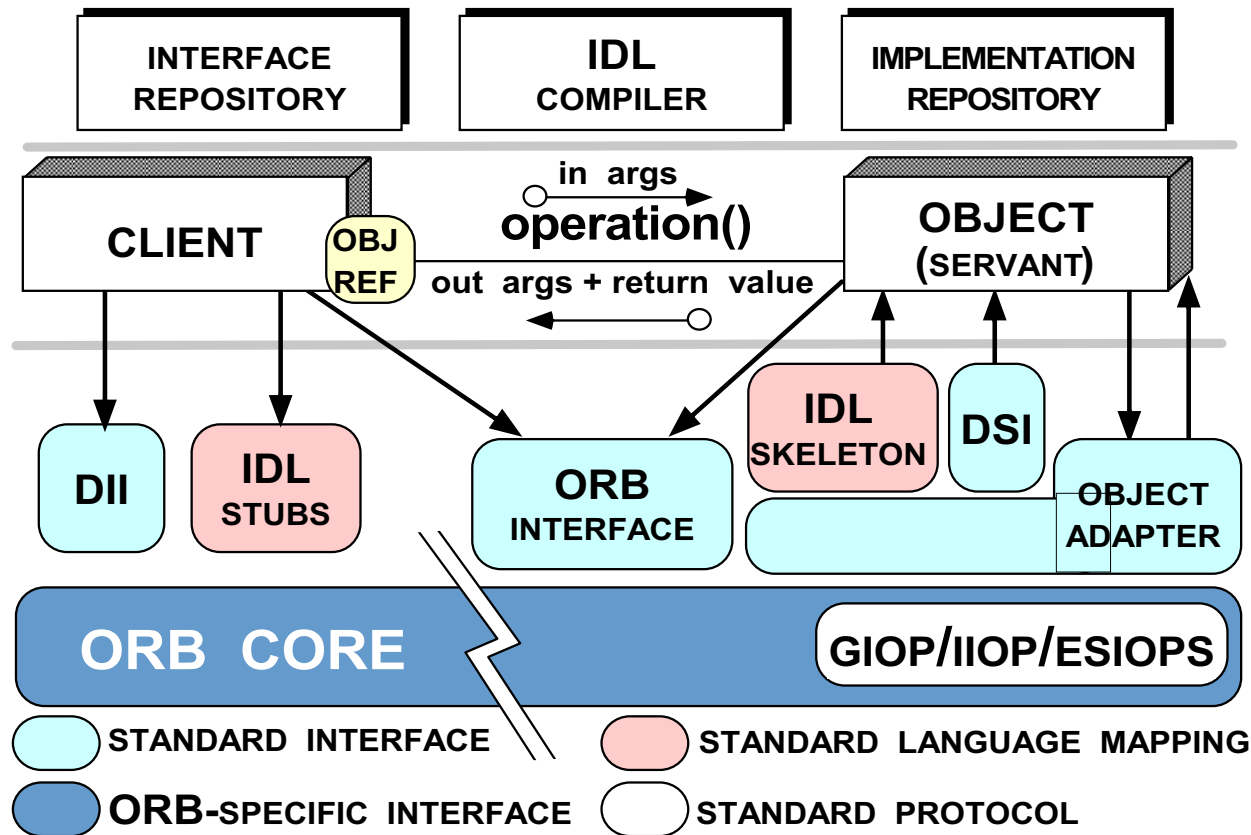 INTERFACE
REPOSITORY
IDL
COMPILER
IMPLEMENTATION
REPOSITORY
CLIENT
OBJ
REF
in args
operation()
out args + return value
OBJECT
(SERVANT)
DII
IDL
STUBS
ORB
INTERFACE
IDL
SKELETON
DSI
OBJECT
ADAPTER
ORB CORE
GIOP/IIOP/ESIOPS
STANDARD INTERFACE
STANDARD LANGUAGE MAPPING
ORB-SPECIFIC INTERFACE
STANDARD PROTOCOL